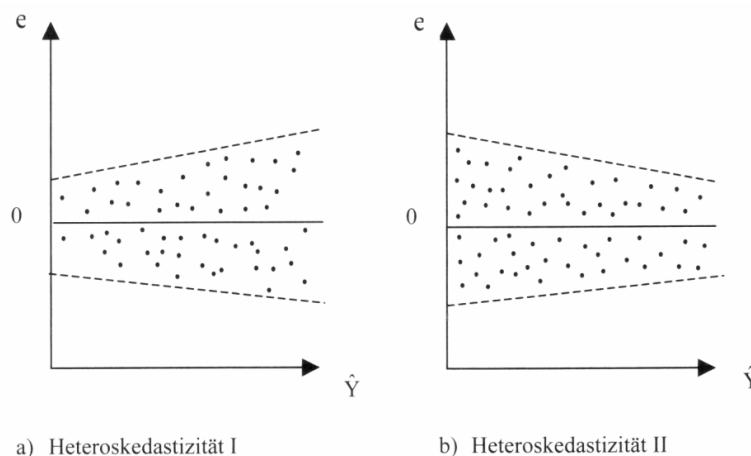 e
0
Ŷ
a) Heteroskedastizität I
e
0
Ŷ
b) Heteroskedastizität II